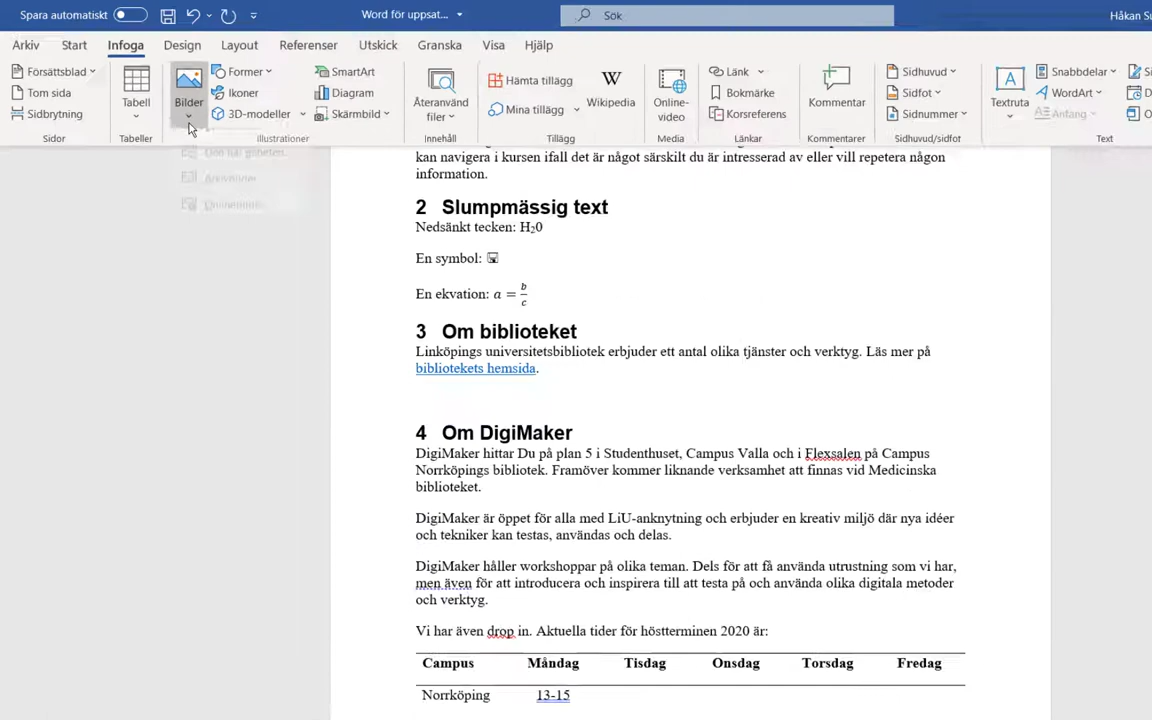 Spara automatiskt
Word för uppsat...
Sök
Håkan Su
Arkiv Start Infoga Design Layout Referenser Utskick Granska Visa Hjälp
Försättsblad
Tom sida
Sidbrytning
Sidor
Tabell
Tabeller
Bilder
Former
Ikoner
3D-modeller
SmartArt
Diagram
Skärmbild
Illustrationer
Återanvänd
filer
Innehåll
Hämta tillägg
Mina tillägg
Wikipedia
Tillägg
Online-
video
Media
Länk
Bokmärke
Korsreferens
Länkar
Kommentar
Kommentarer
Sidhuvud
Sidfot
Sidnummer
Sidhuvud/sidfot
Textruta
Snabbdelar
WordArt
Anfang
Text
kan navigera i kursen ifall det är något särskilt du är intresserad av eller vill repetera någon
information.
2 Slumpmässig text
Nedsänkt tecken: H₂0
En symbol: 🖫
En ekvation: a = b/c
3 Om biblioteket
Linköpings universitetsbibliotek erbjuder ett antal olika tjänster och verktyg. Läs mer på
bibliotekets hemsida.
4 Om DigiMaker
DigiMaker hittar Du på plan 5 i Studenthuset, Campus Valla och i Flexsalen på Campus
Norrköpings bibliotek. Framöver kommer liknande verksamhet att finnas vid Medicinska
biblioteket.
DigiMaker är öppet för alla med LiU-anknytning och erbjuder en kreativ miljö där nya idéer
och tekniker kan testas, användas och delas.
DigiMaker håller workshoppar på olika teman. Dels för att få använda utrustning som vi har,
men även för att introducera och inspirera till att testa på och använda olika digitala metoder
och verktyg.
Vi har även drop in. Aktuella tider för höstterminen 2020 är:
Campus Måndag Tisdag Onsdag Torsdag Fredag
Norrköping 13-15